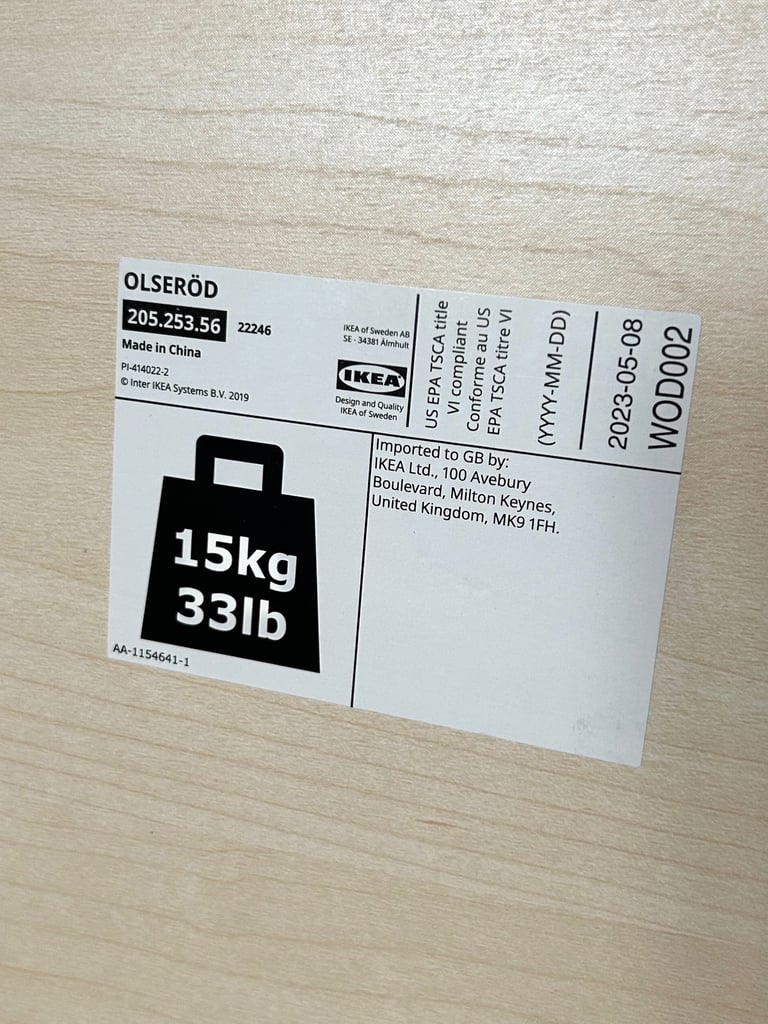 OLSERÖD
205.253.56 22246
Made in China
PI-414022-2
© Inter IKEA Systems B.V. 2019
IKEA of Sweden AB
SE - 34381 Älmhult
IKEA
Design and Quality
IKEA of Sweden
US EPA TSCA title
VI compliant
Conforme au US
EPA TSCA titre VI
(YYYY-MM-DD)
2023-05-08
WOD002
15kg
33lb
AA-1154641-1
Imported to GB by:
IKEA Ltd., 100 Avebury
Boulevard, Milton Keynes,
United Kingdom, MK9 1FH.